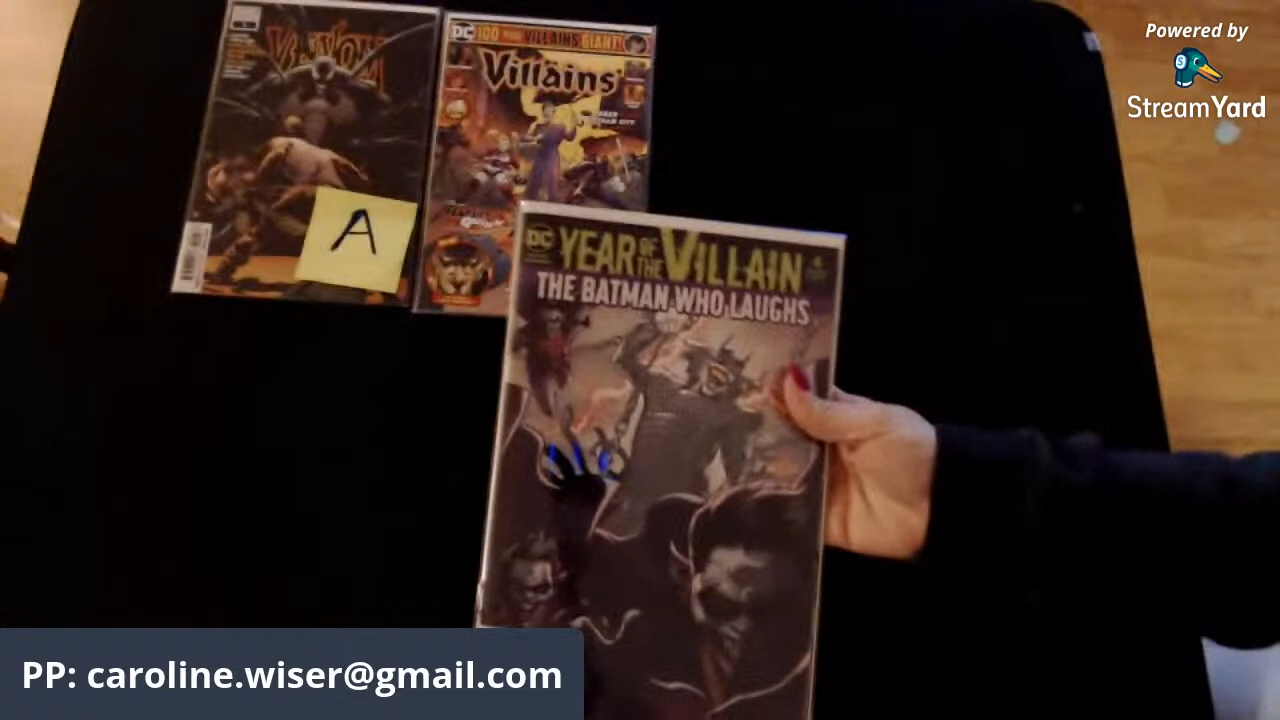 Powered by
StreamYard
VENOM
DC 100 PAGE VILLAINS GIANT!
Villains
A
DC
YEAR OF THE VILLAIN
THE BATMAN WHO LAUGHS
PP: caroline.wiser@gmail.com